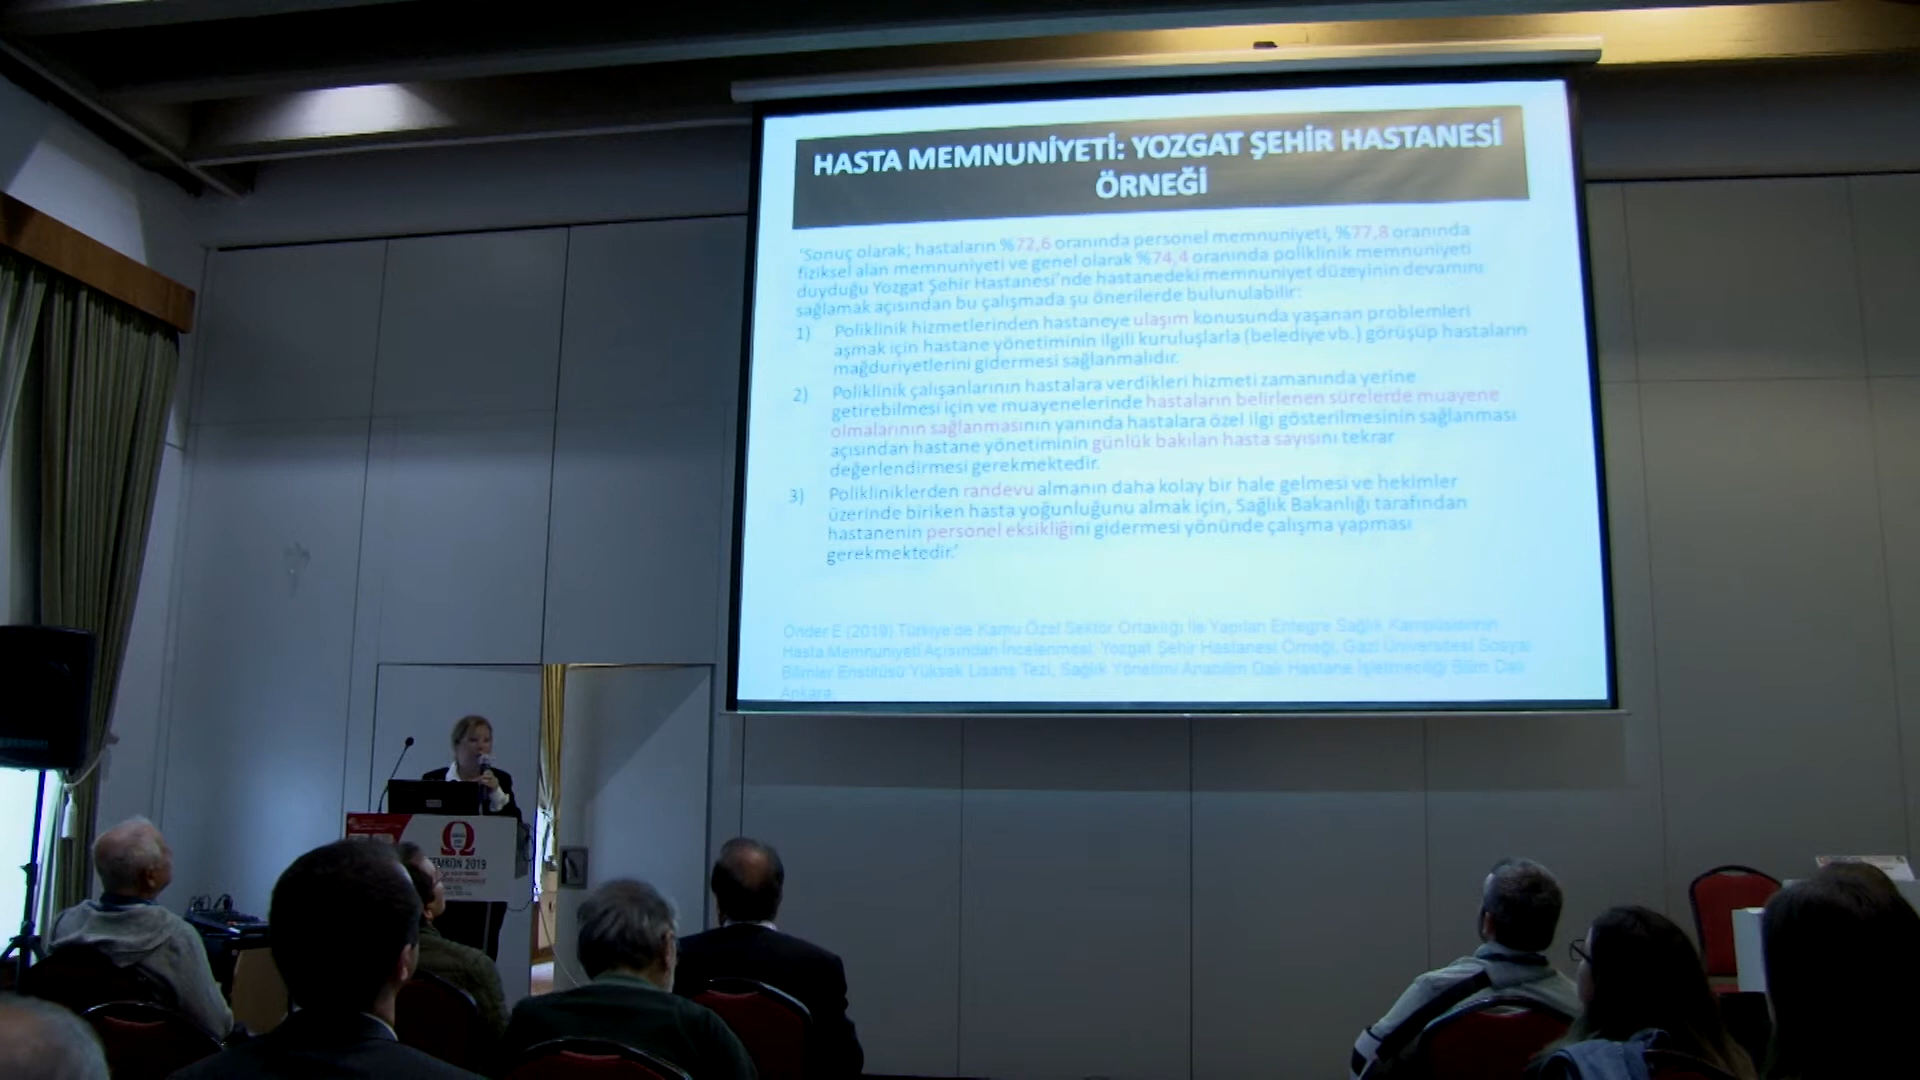 HASTA MEMNUNİYETİ: YOZGAT ŞEHİR HASTANESİ
ÖRNEĞİ
'Sonuç olarak; hastaların %72,6 oranında personel memnuniyeti, %77,8 oranında
fiziksel alan memnuniyeti ve genel olarak %74,4 oranında poliklinik memnuniyeti
duyduğu Yozgat Şehir Hastanesi'nde hastanedeki memnuniyet düzeyinin devamını
sağlamak açısından bu çalışmada şu önerilerde bulunulabilir:
1) Poliklinik hizmetlerinden hastaneye ulaşım konusunda yaşanan problemleri
aşmak için hastane yönetiminin ilgili kuruluşlarla (belediye vb.) görüşüp hastaların
mağduriyetlerini gidermesi sağlanmalıdır.
2) Poliklinik çalışanlarının hastalara verdikleri hizmeti zamanında yerine
getirebilmesi için ve muayenelerinde hastaların belirlenen sürelerde muayene
olmalarının sağlanmasının yanında hastalara özel ilgi gösterilmesinin sağlanması
açısından hastane yönetiminin günlük bakılan hasta sayısını tekrar
değerlendirmesi gerekmektedir.
3) Polikliniklerden randevu almanın daha kolay bir hale gelmesi ve hekimler
üzerinde biriken hasta yoğunluğunu almak için, Sağlık Bakanlığı tarafından
hastanenin personel eksikliğini gidermesi yönünde çalışma yapması
gerekmektedir.'
Önder E (2019) Türkiye'de Kamu Özel Sektör Ortaklığı İle Yapılan Entegre Sağlık Kampüslerinin
Hasta Memnuniyeti Açısından İncelenmesi: Yozgat Şehir Hastanesi Örneği, Gazi Üniversitesi Sosyal
Bilimler Enstitüsü Yüksek Lisans Tezi, Sağlık Yönetimi Anabilim Dalı Hastane İşletmeciliği Bilim Dalı
Ankara
2019